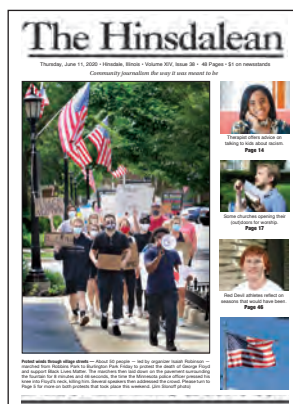 The Hinsdalean
Thursday, June 11, 2020 • Hinsdale, Illinois • Volume XIV, Issue 38 • 48 Pages • $1 on newsstands
Community journalism the way it was meant to be
Therapist offers advice on
talking to kids about racism.
Page 14
Some churches opening their
(out)doors for worship.
Page 17
Red Devil athletes reflect on
seasons that would have been.
Page 46
Protest winds through village streets — About 50 people — led by organizer Isaiah Robinson —
marched from Robbins Park to Burlington Park Friday to protest the death of George Floyd
and support Black Lives Matter. The marchers then laid down on the pavement surrounding
the fountain for 8 minutes and 46 seconds, the time the Minneapolis police officer pressed his
knee into Floyd's neck, killing him. Several speakers then addressed the crowd. Please turn to
Page 5 for more on both protests that took place this weekend. (Jim Slonoff photo)